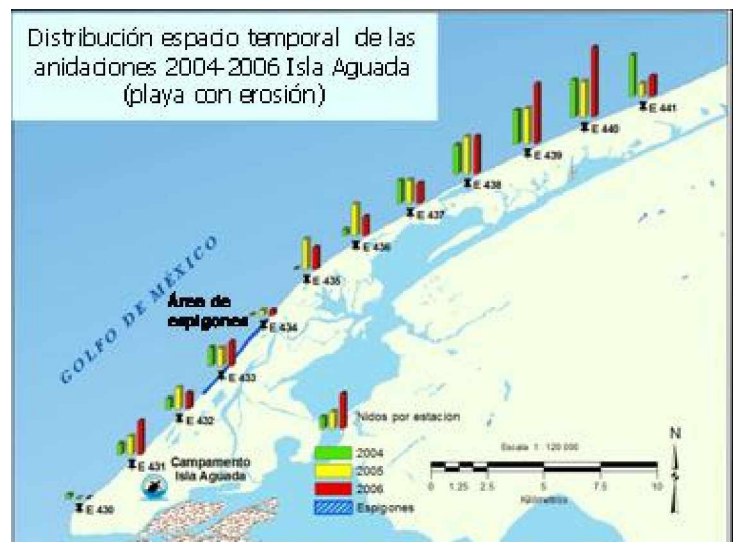 Distribución espacio temporal de las
anidaciones 2004-2006 Isla Aguada
(playa con erosión)
E 441
E 440
E 439
E 438
E 437
E 436
E 435
GOLFO DE MÉXICO
Área de
espigones
E 434
E 433
E 432
E 431
Campamento
Isla Aguada
E 430
Nidos por estación
2004
2005
2006
Espigones
Escala 1 : 120 000
0 1.25 2.5 5 7.5 10
Kilómetros
N